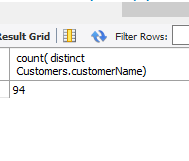 Result Grid Filter Rows:
count( distinct
Customers.customerName)
94